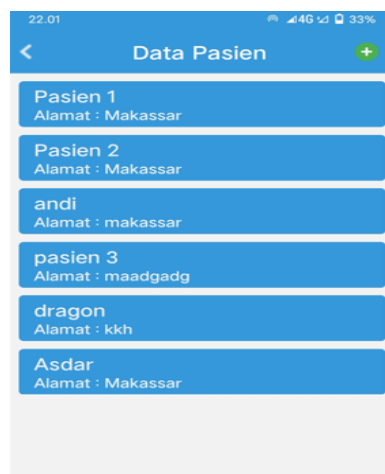 22.01 4G 33%
Data Pasien
Pasien 1
Alamat : Makassar
Pasien 2
Alamat : Makassar
andi
Alamat : makassar
pasien 3
Alamat : maadgadg
dragon
Alamat : kkh
Asdar
Alamat : Makassar